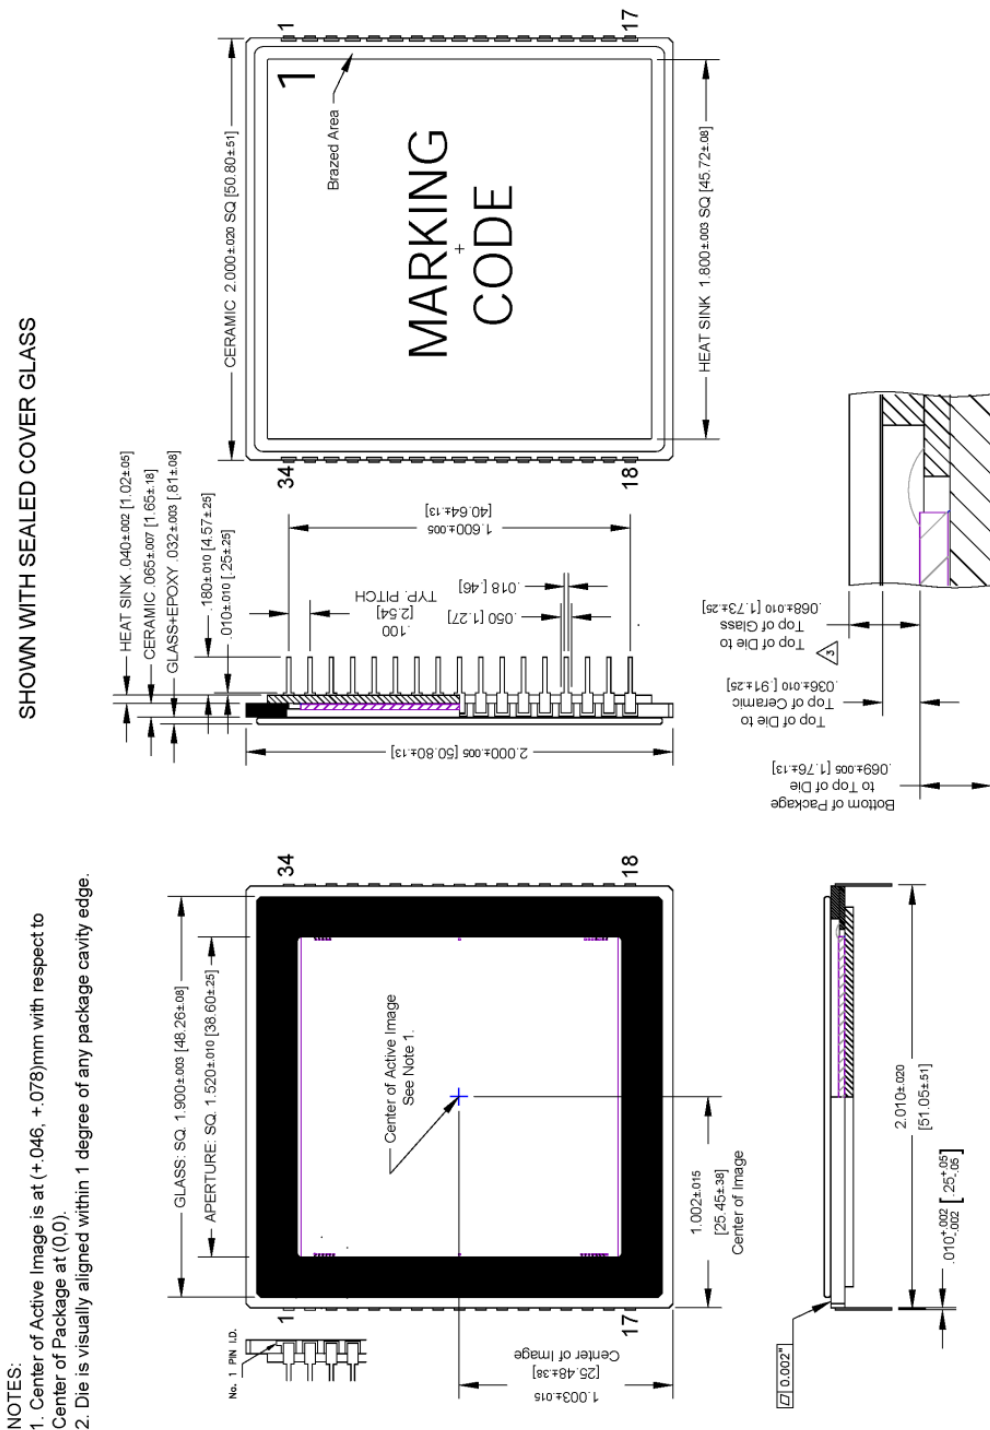 SHOWN WITH SEALED COVER GLASS
HEAT SINK .040±.002 [1.02±.05]
CERAMIC .065±.007 [1.65±.18]
GLASS+EPOXY .032±.003 [.81±.08]
.180±.010 [4.57±.25]
.010±.010 [.25±.25]
CERAMIC 2.000±.020 SQ [50.80±.51]
1
17
34
18
1
Brazed Area
MARKING
+
CODE
HEAT SINK 1.800±.003 SQ [45.72±.08]
1.600±.005
[40.64±.13]
.100
[2.54]
TYP. PITCH
.018 [.46]
.050 [1.27]
2.000±.005 [50.80±.13]
Top of Die to
Top of Glass
.068±.010 [1.73±.25]
3
Top of Die to
Top of Ceramic
.036±.010 [.91±.25]
Bottom of Package
to Top of Die
.069±.005 [1.76±.13]
NOTES:
1. Center of Active Image is at (+.046, +.078)mm with respect to
Center of Package at (0,0).
2. Die is visually aligned within 1 degree of any package cavity edge.
GLASS: SQ. 1.900±.003 [48.26±.08]
APERTURE: SQ. 1.520±.010 [38.60±.25]
34
18
1
17
Center of Active Image
See Note 1.
No. 1 PIN I.D.
1.002±.015
[25.45±.38]
Center of Image
1.003±.015
[25.48±.38]
Center of Image
2.010±.020
[51.05±.51]
.010+.002 -.002 [.25+.05 -.05]
0.002"